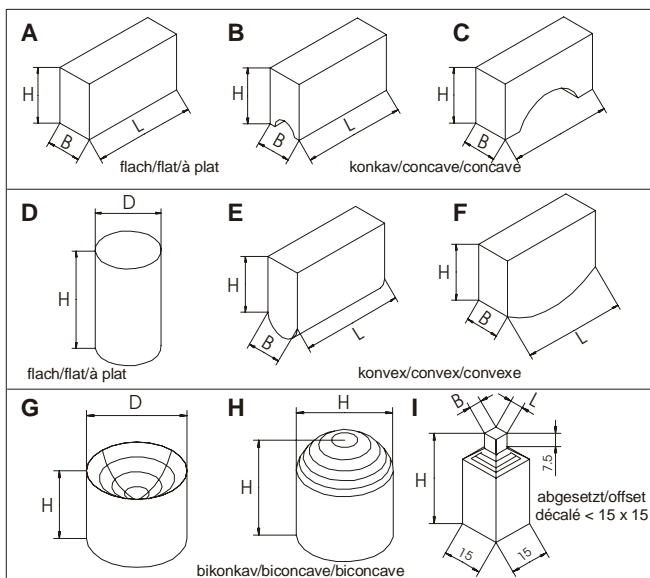 A
B
C
H
B
L
H
B
L
H
B
flach/flat/à plat
konkav/concave/concave
D
E
F
D
H
H
B
L
H
B
L
flach/flat/à plat
konvex/convex/convexe
G
H
I
D
H
B
L
H
H
H
7.5
abgesetzt/offset
décalé < 15 x 15
15
15
bikonkav/biconcave/biconcave